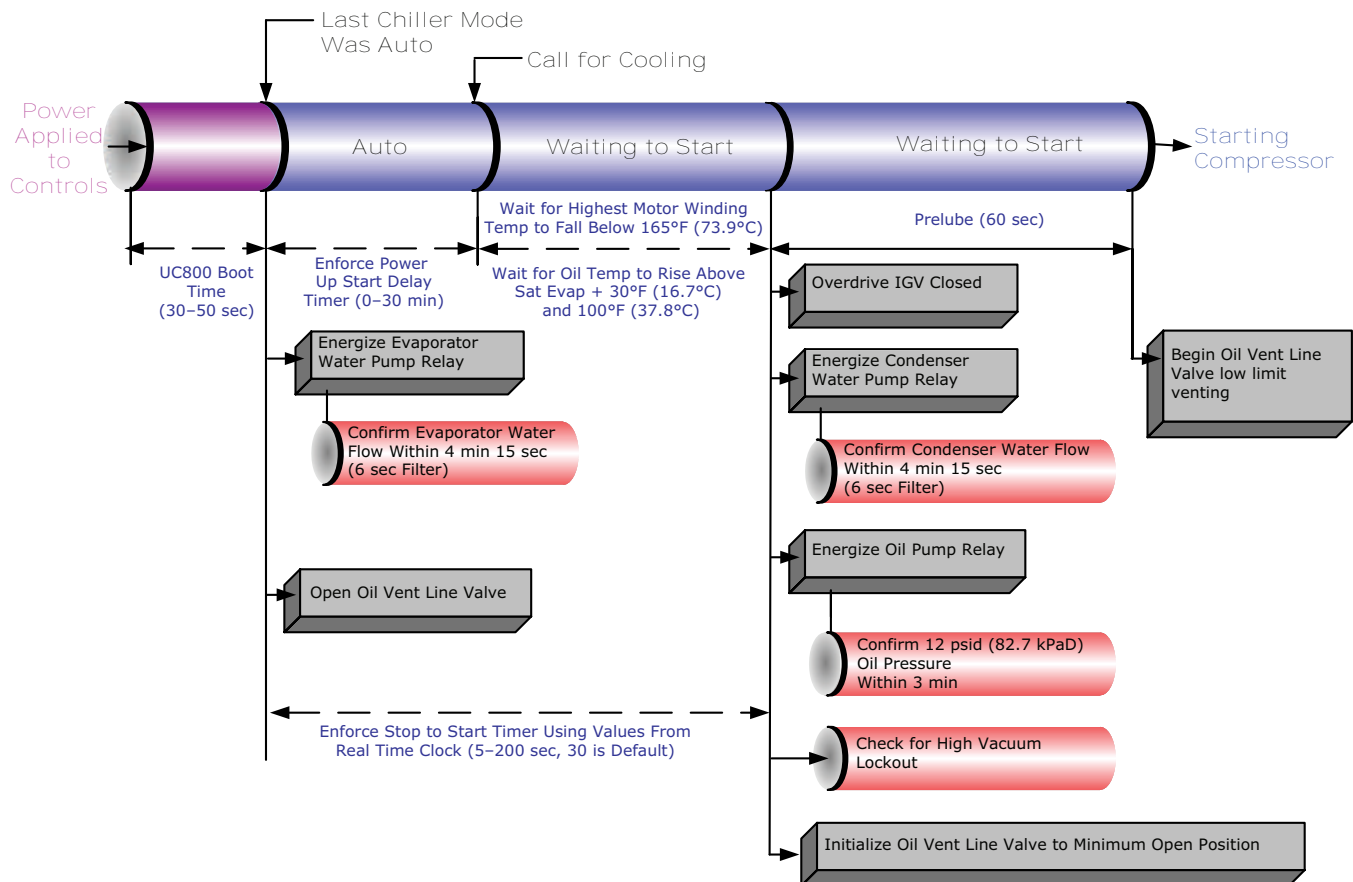 Last Chiller Mode
Was Auto
Call for Cooling
Power
Applied
to
Controls
Auto
Waiting to Start
Waiting to Start
Starting
Compressor
UC800 Boot
Time
(30–50 sec)
Enforce Power
Up Start Delay
Timer (0–30 min)
Wait for Highest Motor Winding
Temp to Fall Below 165°F (73.9°C)
Wait for Oil Temp to Rise Above
Sat Evap + 30°F (16.7°C)
and 100°F (37.8°C)
Prelube (60 sec)
Energize Evaporator
Water Pump Relay
Confirm Evaporator Water
Flow Within 4 min 15 sec
(6 sec Filter)
Open Oil Vent Line Valve
Enforce Stop to Start Timer Using Values From
Real Time Clock (5–200 sec, 30 is Default)
Overdrive IGV Closed
Energize Condenser
Water Pump Relay
Confirm Condenser Water Flow
Within 4 min 15 sec
(6 sec Filter)
Energize Oil Pump Relay
Confirm 12 psid (82.7 kPaD)
Oil Pressure
Within 3 min
Check for High Vacuum
Lockout
Initialize Oil Vent Line Valve to Minimum Open Position
Begin Oil Vent Line
Valve low limit
venting